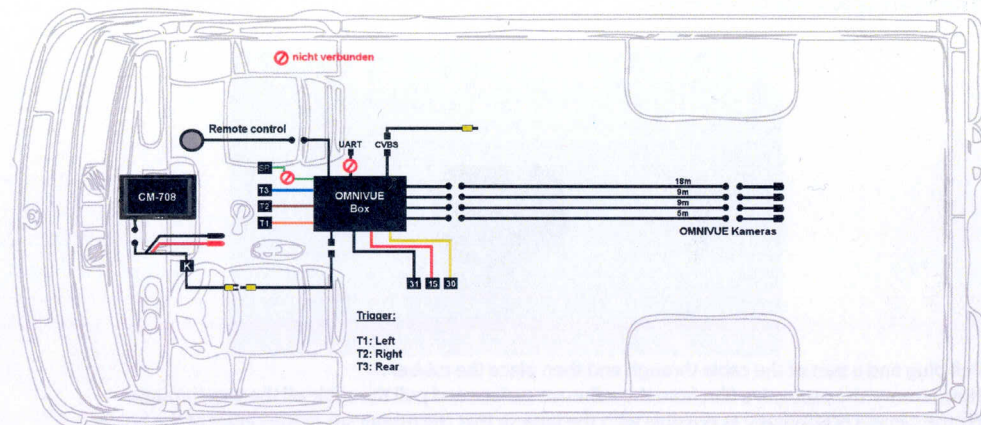 nicht verbunden
Remote control
UART
CVBS
SP
T3
T2
T1
CM-708
OMNIVUE
Box
18m
9m
9m
5m
OMNIVUE Kameras
K
31
15
30
Trigger:
T1: Left
T2: Right
T3: Rear